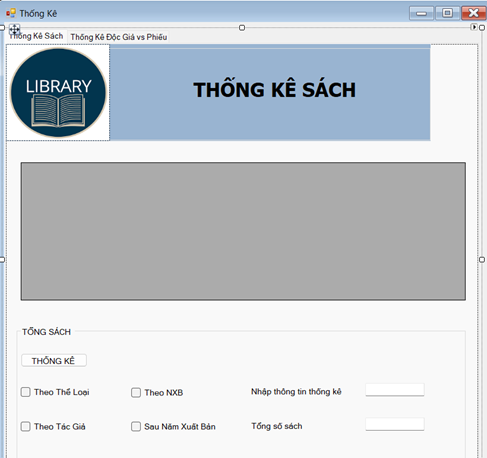 Thống Kê
Thống Kê Sách Thống Kê Độc Giả vs Phiếu
LIBRARY
THỐNG KÊ SÁCH
TỔNG SÁCH
THỐNG KÊ
Theo Thể Loại Theo NXB Nhập thông tin thống kê
Theo Tác Giả Sau Năm Xuất Bản Tổng số sách